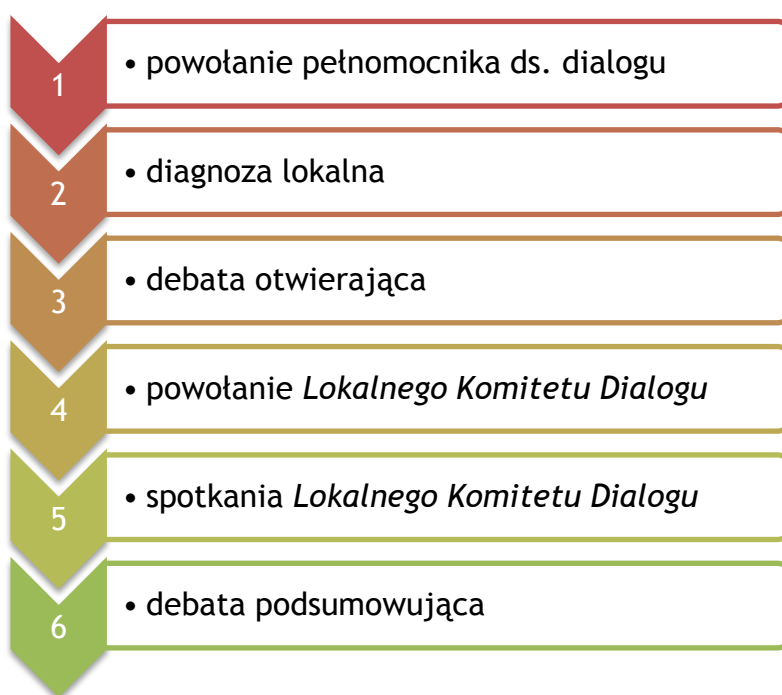 1
• powołanie pełnomocnika ds. dialogu
2
• diagnoza lokalna
3
• debata otwierająca
4
• powołanie Lokalnego Komitetu Dialogu
5
• spotkania Lokalnego Komitetu Dialogu
6
• debata podsumowująca